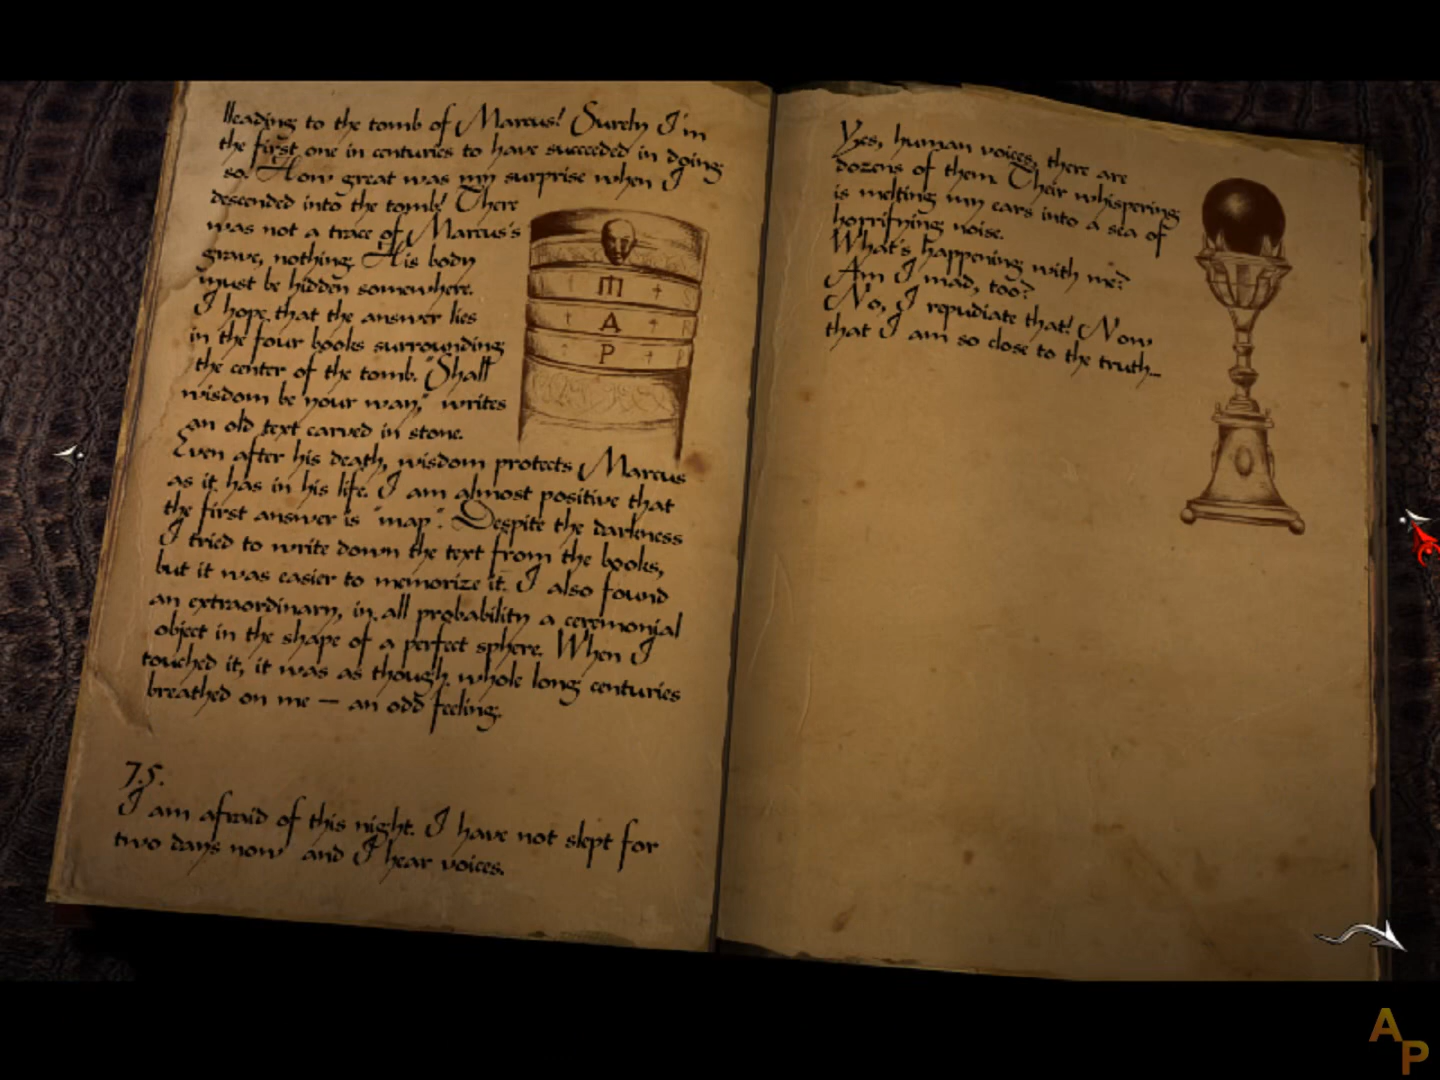 leading to the tomb of Marcus! Surely I'm
the first one in centuries to have succeeded in doing
so. How great was my surprise when I
descended into the tomb! There
was not a trace of Marcus's
grave, nothing. His body
must be hidden somewhere.
I hope that the answer lies
in the four books surrounding
the center of the tomb. "Shall
wisdom be your way," writes
an old text carved in stone.
Even after his death, wisdom protects Marcus
as it has in his life. I am almost positive that
the first answer is "map". Despite the darkness
I tried to write down the text from the books,
but it was easier to memorize it. I also found
an extraordinary, in all probability a ceremonial
object in the shape of a perfect sphere. When I
touched it, it was as though whole long centuries
breathed on me — an odd feeling.
M
A
P
7.5.
I am afraid of this night. I have not slept for
two days now and I hear voices.
Yes, human voices, there are
dozens of them. Their whispering
is melting my ears into a sea of
horrifying noise.
What's happening with me?
Am I mad, too?
No, I repudiate that! Now
that I am so close to the truth...
A
P